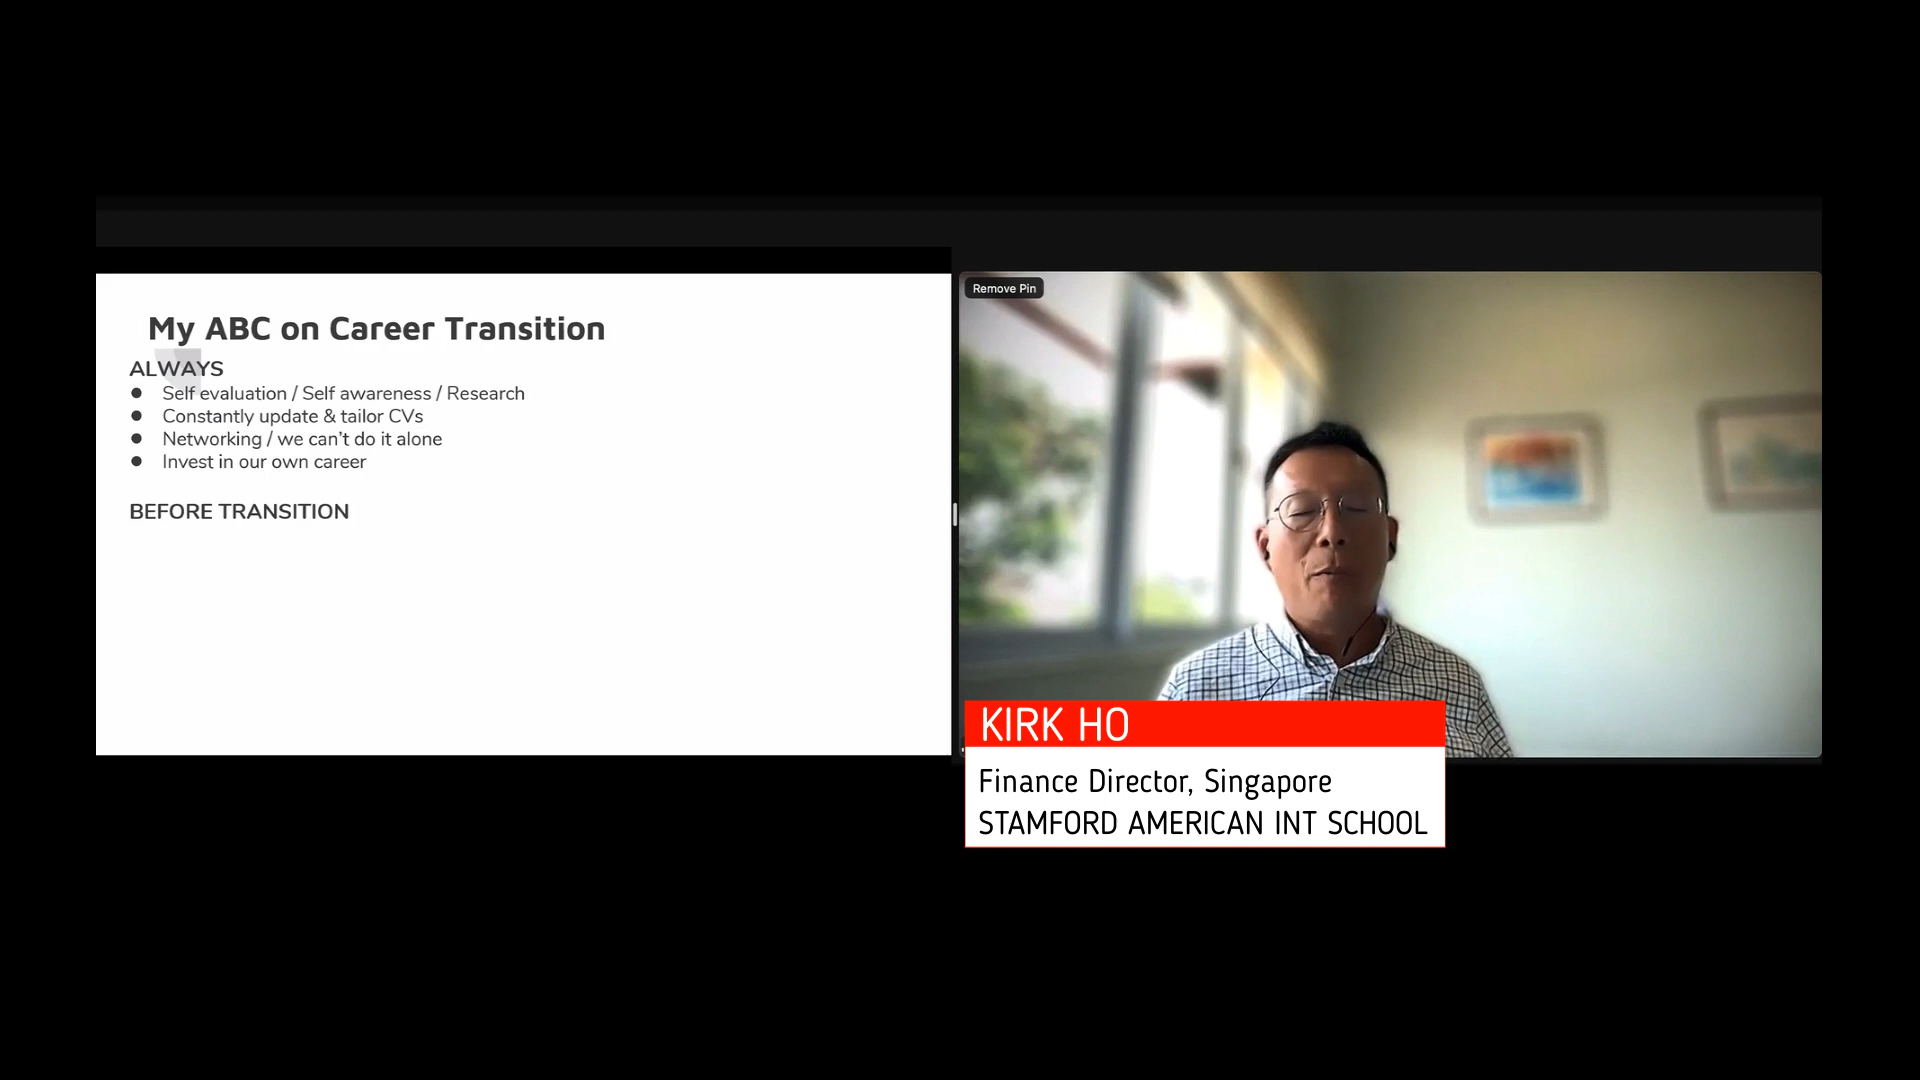 My ABC on Career Transition
ALWAYS
● Self evaluation / Self awareness / Research
● Constantly update & tailor CVs
● Networking / we can't do it alone
● Invest in our own career
BEFORE TRANSITION
Remove Pin
KIRK HO
Finance Director, Singapore
STAMFORD AMERICAN INT SCHOOL